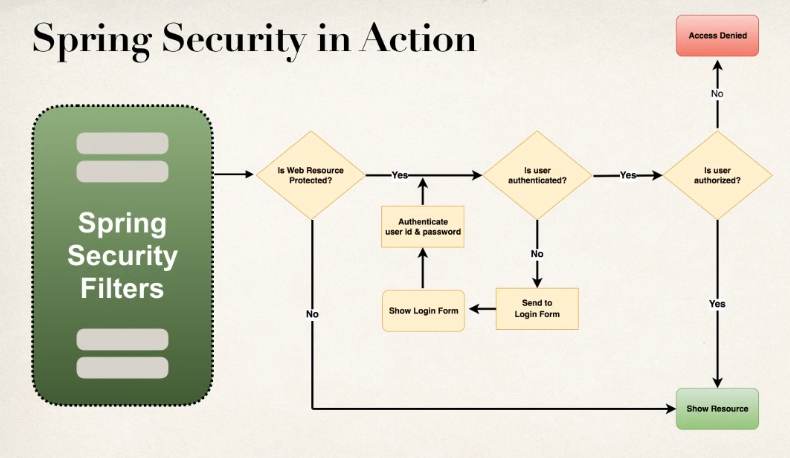 Spring Security in Action
Access Denied
No
Spring
Security
Filters
Is Web Resource
Protected?
Yes
Is user
authenticated?
Yes
Is user
authorized?
Authenticate
user id & password
No
Show Login Form
Send to
Login Form
No
Yes
Show Resource